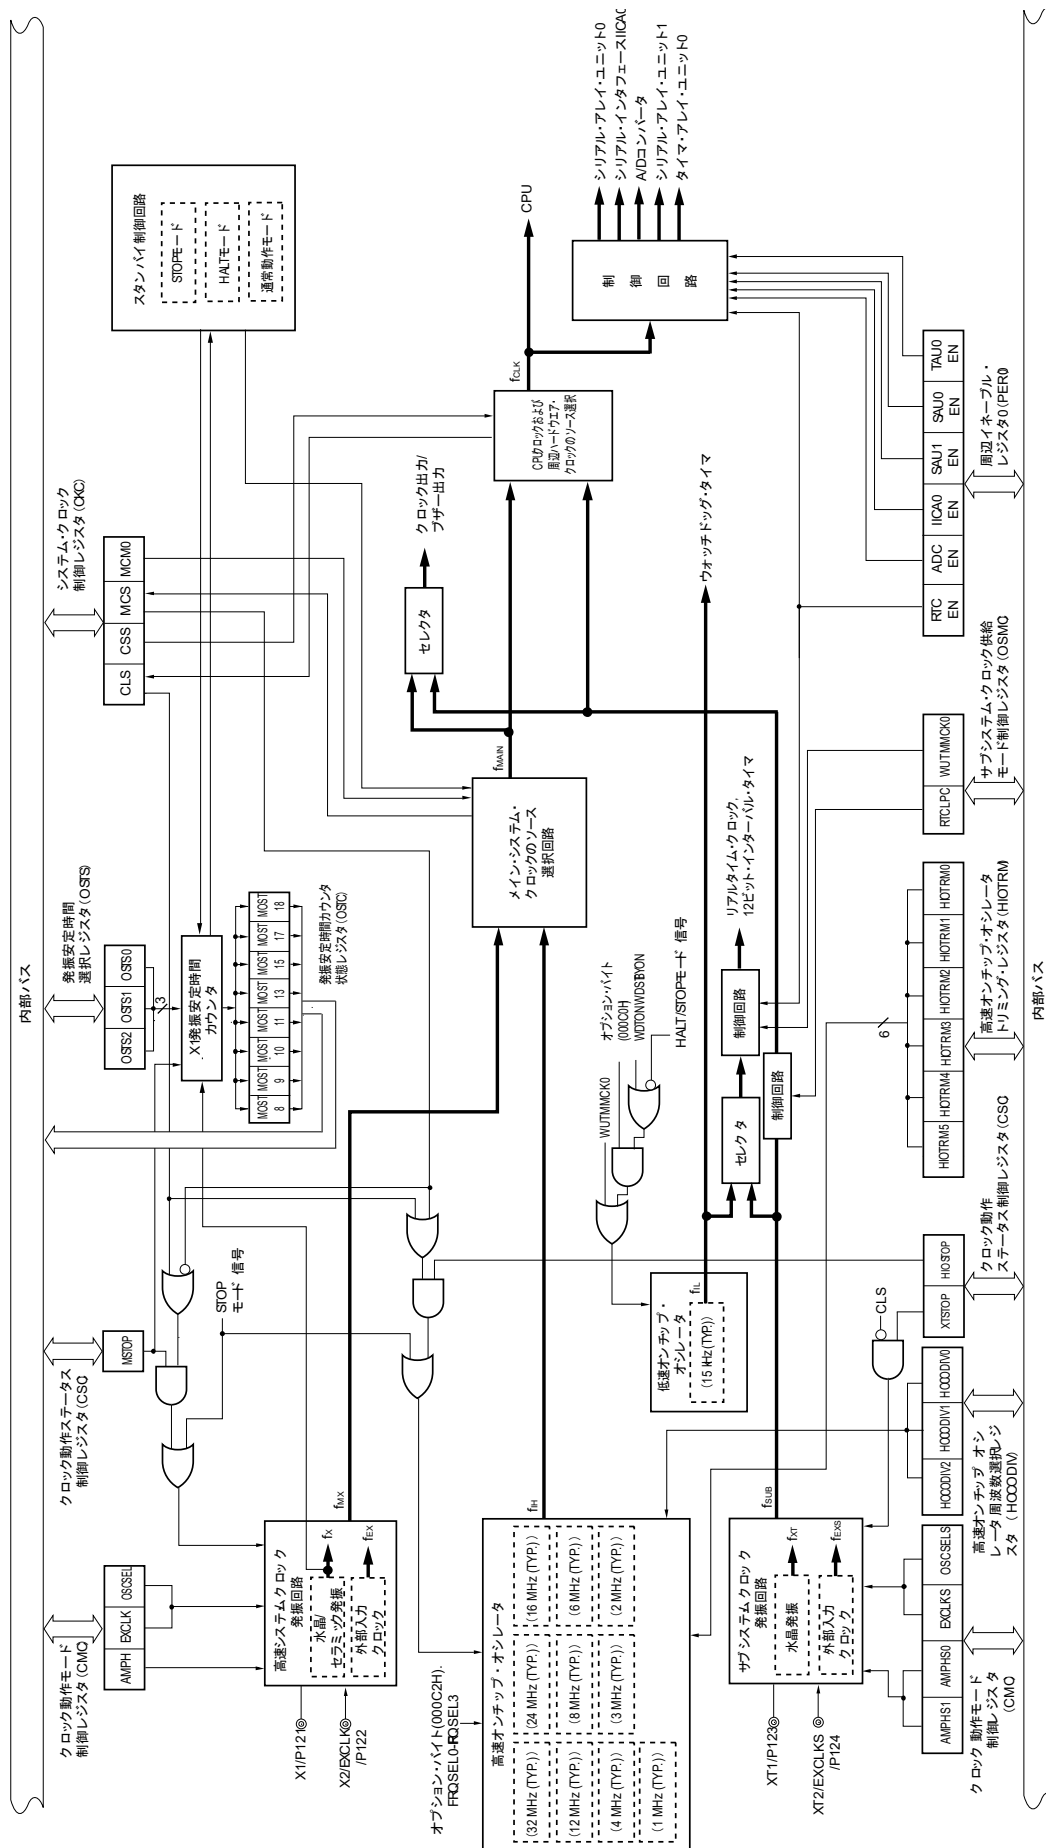 内部バス
クロック動作モード
制御レジスタ(CMC)
AMPH
EXCLK
OSCSEL
クロック動作ステータス
制御レジスタ(CSC)
MSTOP
発振安定時間
選択レジスタ(OSTS)
OSTS2
OSTS1
OSTS0
3
X1発振安定時間
カウンタ
MOST
8
MOST
9
MOST
10
MOST
11
MOST
13
MOST
15
MOST
17
MOST
18
発振安定時間カウンタ
状態レジスタ(OSTC)
システム・クロック
制御レジスタ(CKC)
CLS
CSS
MCS
MCM0
スタンバイ制御回路
STOPモード
HALTモード
通常動作モード
STOP
モード 信号
高速システムクロック
発振回路
水晶/
セラミック発振
外部入力
クロック
fX
fEX
fMX
X1/P121
X2/EXCLK
/P122
オプション・バイト(000C2H).
FRQSEL0-FRQSEL3
高速オンチップ・オシレータ
(32 MHz (TYP.))
(24 MHz (TYP.))
(16 MHz (TYP.))
(12 MHz (TYP.))
(8 MHz (TYP.))
(6 MHz (TYP.))
(4 MHz (TYP.))
(3 MHz (TYP.))
(2 MHz (TYP.))
(1 MHz (TYP.))
fIH
メイン・システム・
クロックのソース
選択回路
fMAIN
セレクタ
クロック出力/
ブザー出力
CPUクロックおよび
周辺ハードウエア・
クロックのソース選択
fCLK
CPU
制御回路
シリアル・アレイ・ユニット0
シリアル・インタフェースIICA0
A/Dコンバータ
シリアル・アレイ・ユニット1
タイマ・アレイ・ユニット0
オプション・バイト
(000C0H)
WDTON
WDSTBYON
WUTMMCK0
HALT/STOPモード 信号
低速オンチップ・
オシレータ
(15 kHz (TYP.))
fIL
ウォッチドッグ・タイマ
セレクタ
制御回路
リアルタイム・クロック,
12ビット・インターバル・タイマ
制御回路
サブシステムクロック
発振回路
水晶発振
外部入力
クロック
fXT
fEXS
fSUB
XT1/P123
XT2/EXCLKS
/P124
CLS
6
AMPHS1
AMPHS0
EXCLKS
OSCSELS
クロック 動作モード
制御レジスタ
(CMC)
HOCODIV2
HOCODIV1
HOCODIV0
高速オンチップ オシ
レータ 周波数選択レジ
スタ (HOCODIV)
XTSTOP
HIOSTOP
クロック動作
ステータス制御レジスタ(CSC)
HIOTRM5
HIOTRM4
HIOTRM3
HIOTRM2
HIOTRM1
HIOTRM0
高速オンチップ・オシレータ
トリミング・レジスタ(HIOTRM)
RTCLPC
WUTMMCK0
サブシステム・クロック供給
モード制御レジスタ(OSMC)
RTC
EN
ADC
EN
IICA0
EN
SAU1
EN
SAU0
EN
TAU0
EN
周辺イネーブル・
レジスタ0(PER0)
内部バス